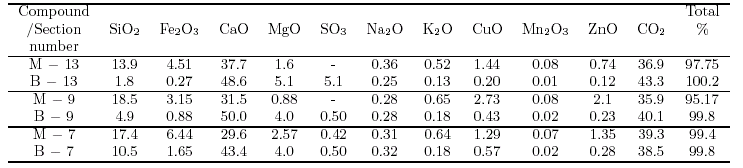 Compound Total
/Section SiO₂ Fe₂O₃ CaO MgO SO₃ Na₂O K₂O CuO Mn₂O₃ ZnO CO₂ %
number
M − 13 13.9 4.51 37.7 1.6 - 0.36 0.52 1.44 0.08 0.74 36.9 97.75
B − 13 1.8 0.27 48.6 5.1 5.1 0.25 0.13 0.20 0.01 0.12 43.3 100.2
M − 9 18.5 3.15 31.5 0.88 - 0.28 0.65 2.73 0.08 2.1 35.9 95.17
B − 9 4.9 0.88 50.0 4.0 0.50 0.28 0.18 0.43 0.02 0.23 40.1 99.8
M − 7 17.4 6.44 29.6 2.57 0.42 0.31 0.64 1.29 0.07 1.35 39.3 99.4
B − 7 10.5 1.65 43.4 4.0 0.50 0.32 0.18 0.57 0.02 0.28 38.5 99.8